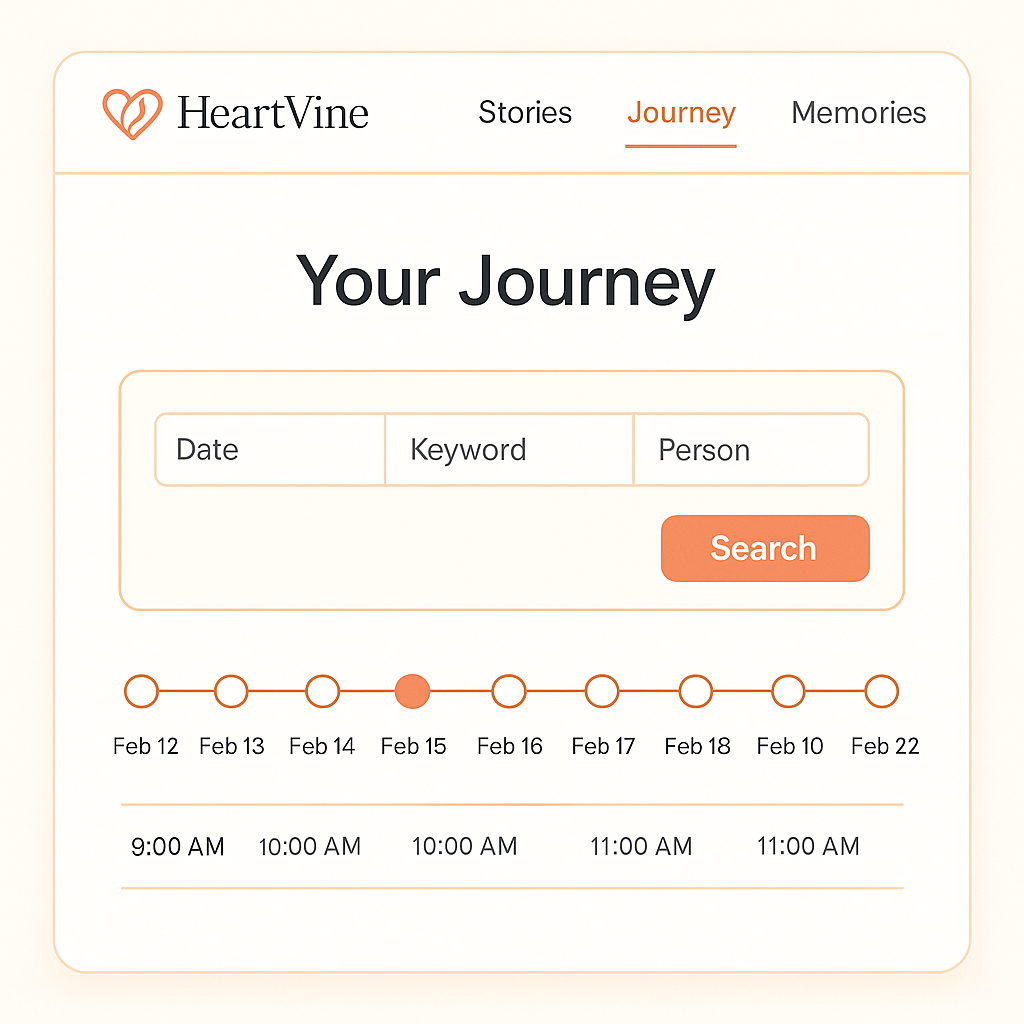 HeartVine Stories Journey Memories
Your Journey
Date Keyword Person
Search
Feb 12 Feb 13 Feb 14 Feb 15 Feb 16 Feb 17 Feb 18 Feb 10 Feb 22
9:00 AM 10:00 AM 10:00 AM 11:00 AM 11:00 AM